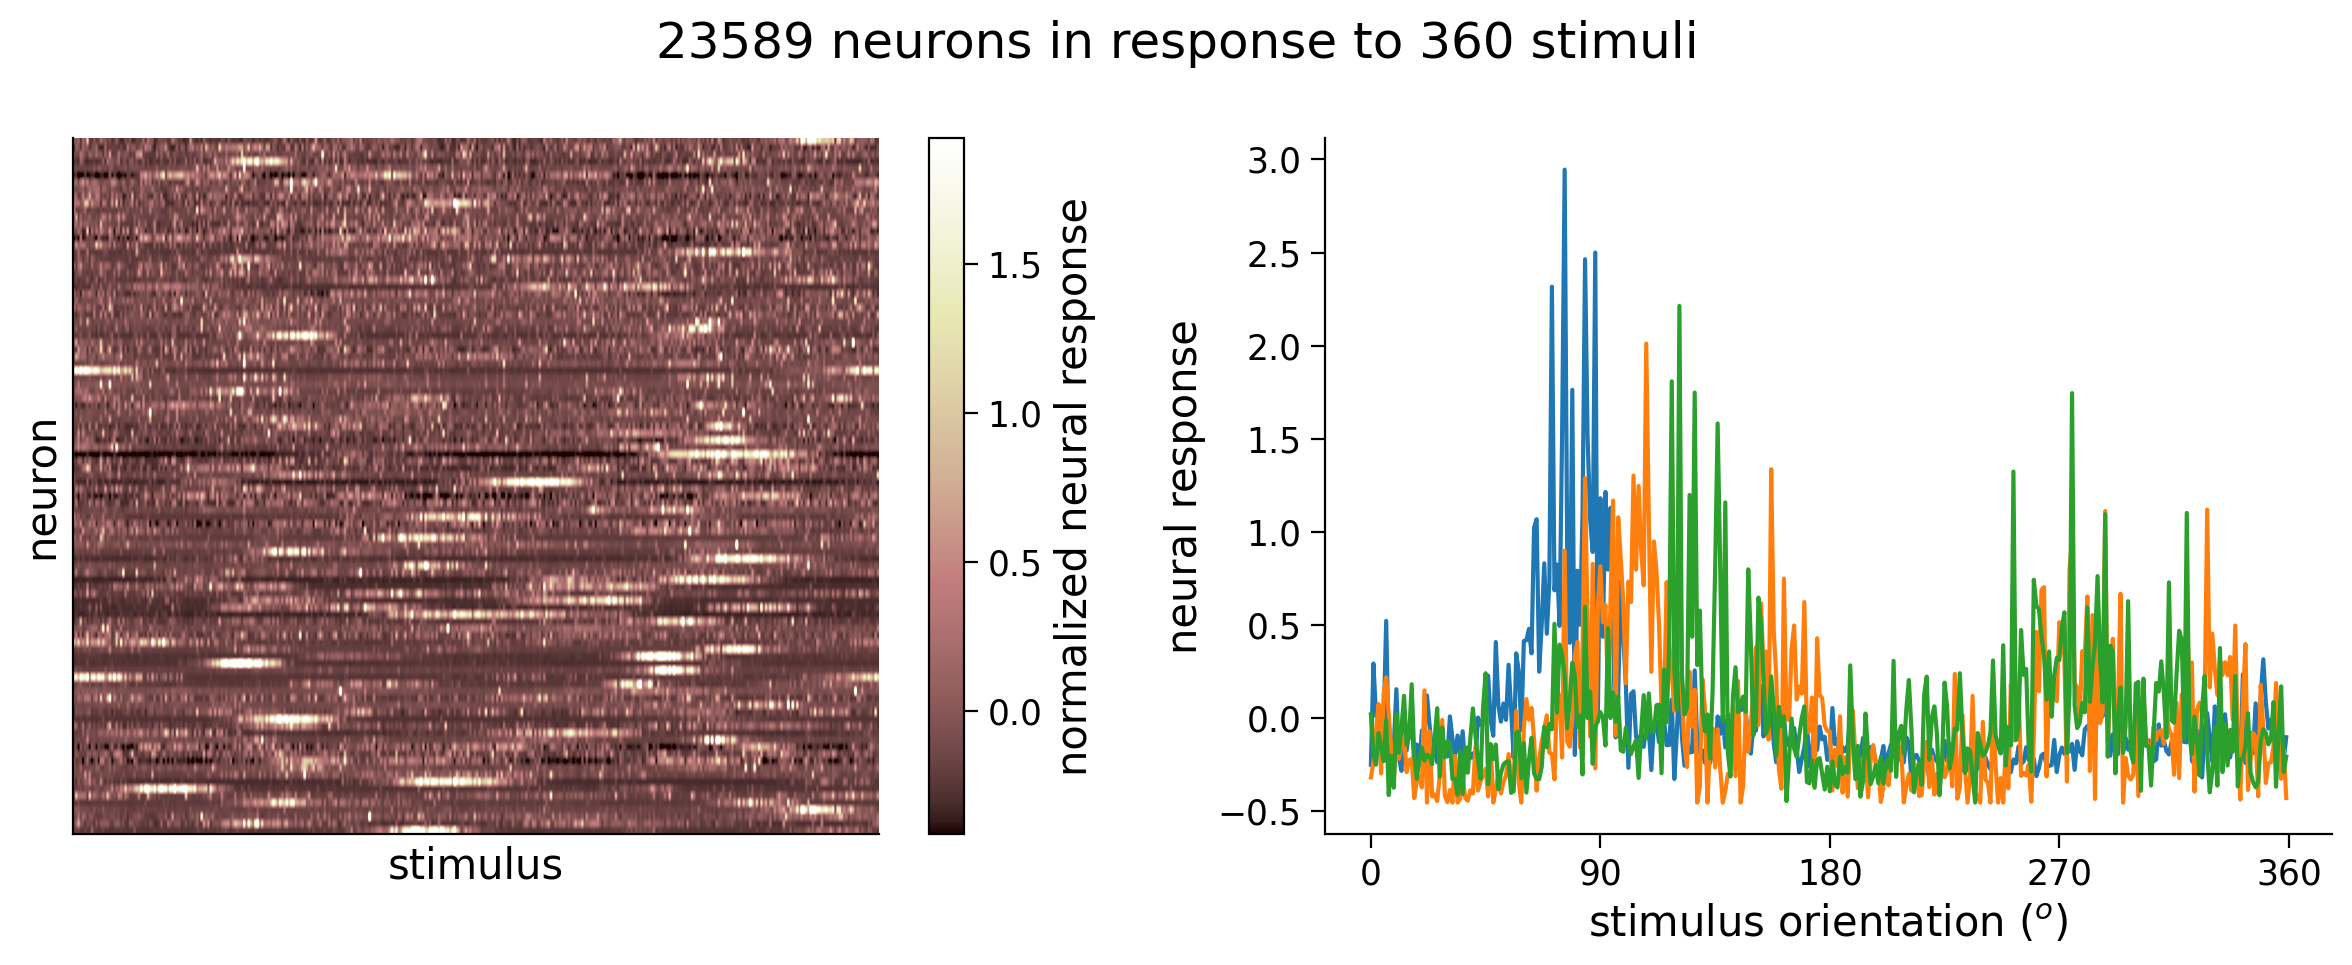 23589 neurons in response to 360 stimuli
neuron
stimulus
1.5
1.0
0.5
0.0
normalized neural response
neural response
3.0
2.5
2.0
1.5
1.0
0.5
0.0
−0.5
0 90 180 270 360
stimulus orientation (°)